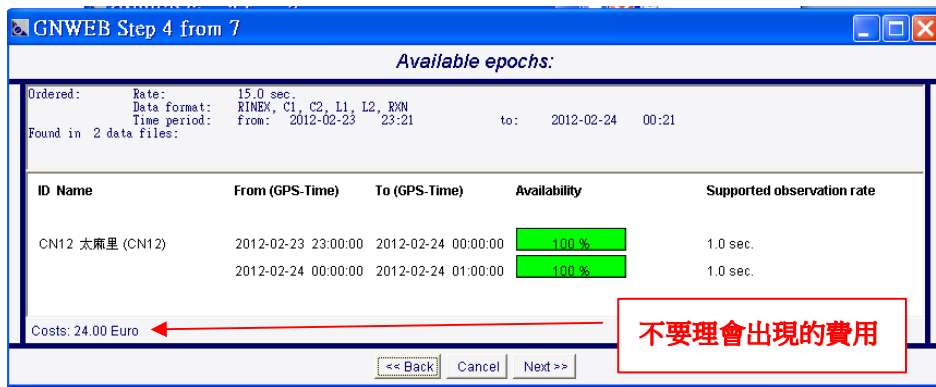 GNWEB Step 4 from 7
Available epochs:
Ordered: Rate: 15.0 sec.
Data format: RINEX, C1, C2, L1, L2, RXN
Time period: from: 2012-02-23 23:21 to: 2012-02-24 00:21
Found in 2 data files:
ID Name From (GPS-Time) To (GPS-Time) Availability Supported observation rate
CN12 太麻里 (CN12) 2012-02-23 23:00:00 2012-02-24 00:00:00 100 % 1.0 sec.
2012-02-24 00:00:00 2012-02-24 01:00:00 100 % 1.0 sec.
不要理會出現的費用
Costs: 24.00 Euro
<< Back Cancel Next >>